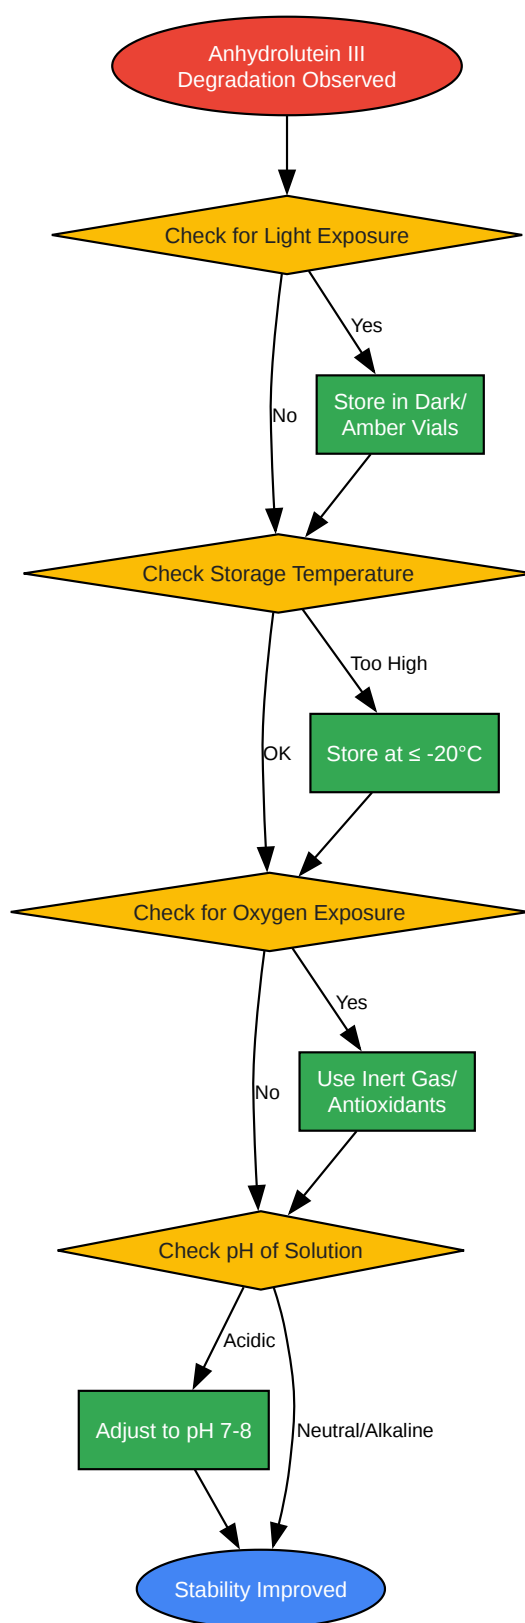 Anhydrolutein III
Degradation Observed
Check for Light Exposure
Yes
Store in Dark/
Amber Vials
No
Check Storage Temperature
Too High
Store at ≤ -20°C
OK
Check for Oxygen Exposure
Yes
Use Inert Gas/
Antioxidants
No
Check pH of Solution
Acidic
Adjust to pH 7-8
Neutral/Alkaline
Stability Improved